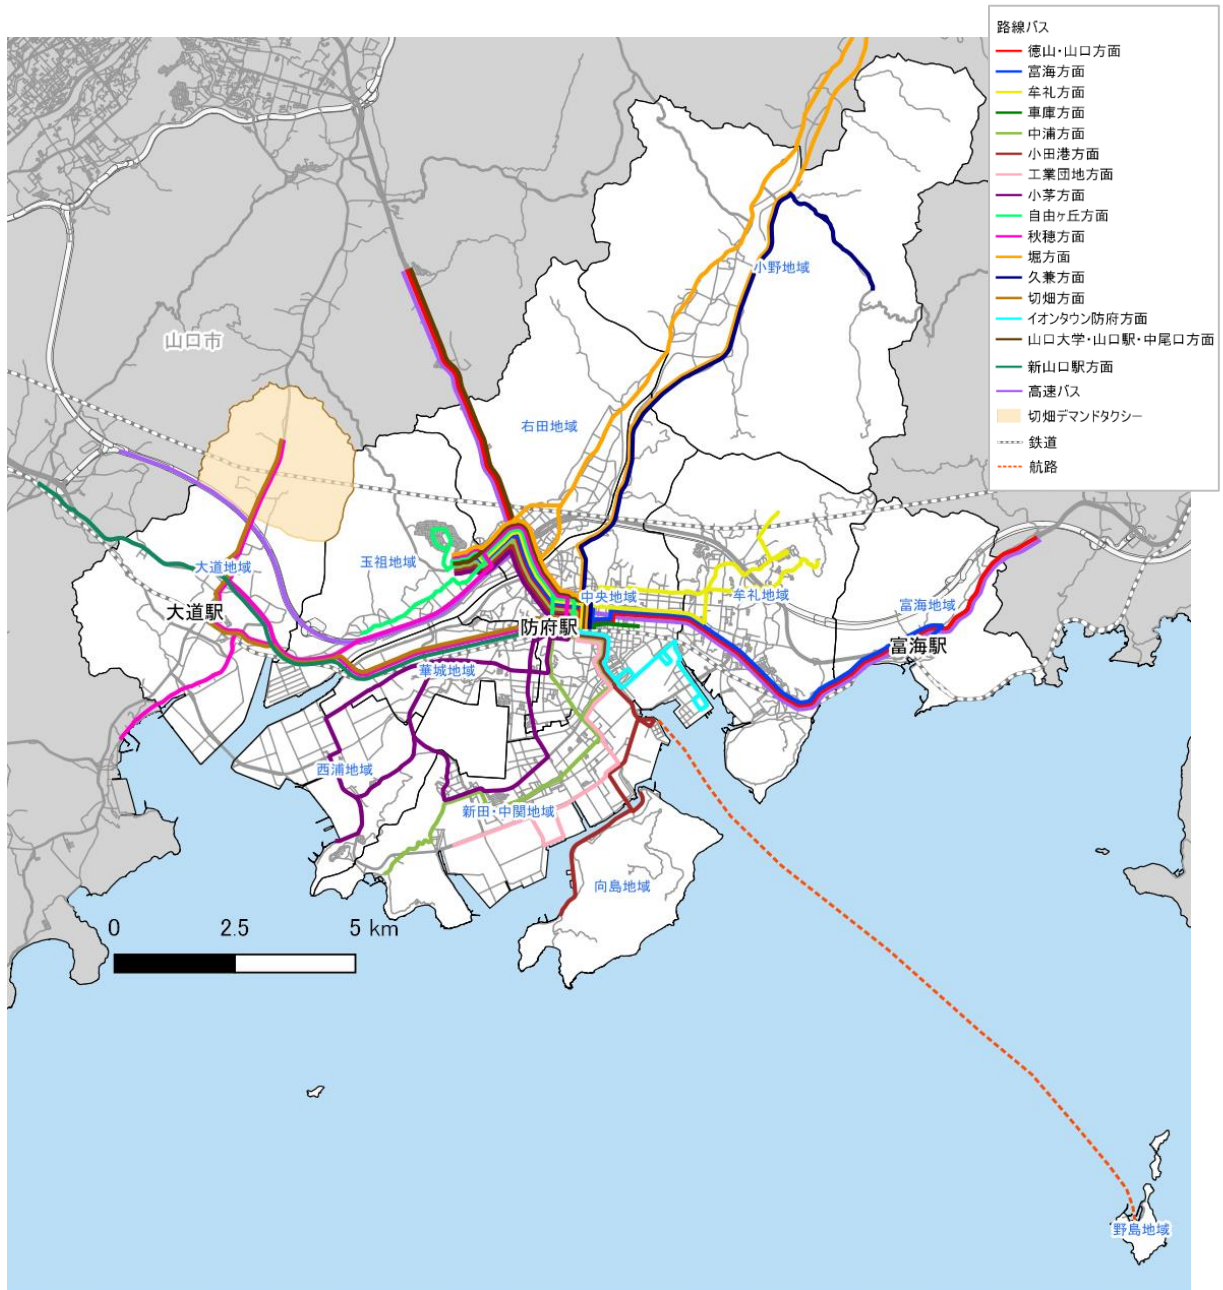 路線バス
徳山・山口方面
富海方面
牟礼方面
車庫方面
中浦方面
小田港方面
工業団地方面
小茅方面
自由ヶ丘方面
秋穂方面
堀方面
久兼方面
切畑方面
イオンタウン防府方面
山口大学・山口駅・中尾口方面
新山口駅方面
高速バス
切畑デマンドタクシー
鉄道
航路
小野地域
山口市
右田地域
玉祖地域
大道地域
大道駅
中央地域
牟礼地域
富海地域
防府駅
富海駅
華城地域
西浦地域
新田・中関地域
向島地域
0 2.5 5 km
野島地域